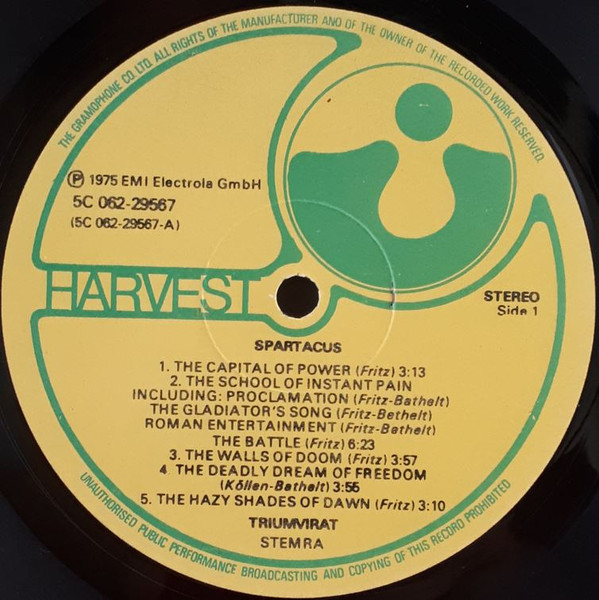 THE GRAMOPHONE CO. LTD. ALL RIGHTS OF THE MANUFACTURER AND OF THE OWNER OF THE RECORDED WORK RESERVED.
℗ 1975 EMI Electrola GmbH
5C 062-29567
(5C 062-29567-A)
HARVEST
STEREO
Side 1
SPARTACUS
1. THE CAPITAL OF POWER (Fritz) 3:13
2. THE SCHOOL OF INSTANT PAIN
INCLUDING: PROCLAMATION (Fritz-Bathelt)
THE GLADIATOR'S SONG (Fritz-Bethelt)
ROMAN ENTERTAINMENT (Fritz-Bathelt)
THE BATTLE (Fritz) 6:23
3. THE WALLS OF DOOM (Fritz) 3:57
4. THE DEADLY DREAM OF FREEDOM
(Köllen-Bathelt) 3:55
5. THE HAZY SHADES OF DAWN (Fritz) 3:10
TRIUMVIRAT
STEMRA
UNAUTHORISED PUBLIC PERFORMANCE BROADCASTING AND COPYING OF THIS RECORD PROHIBITED